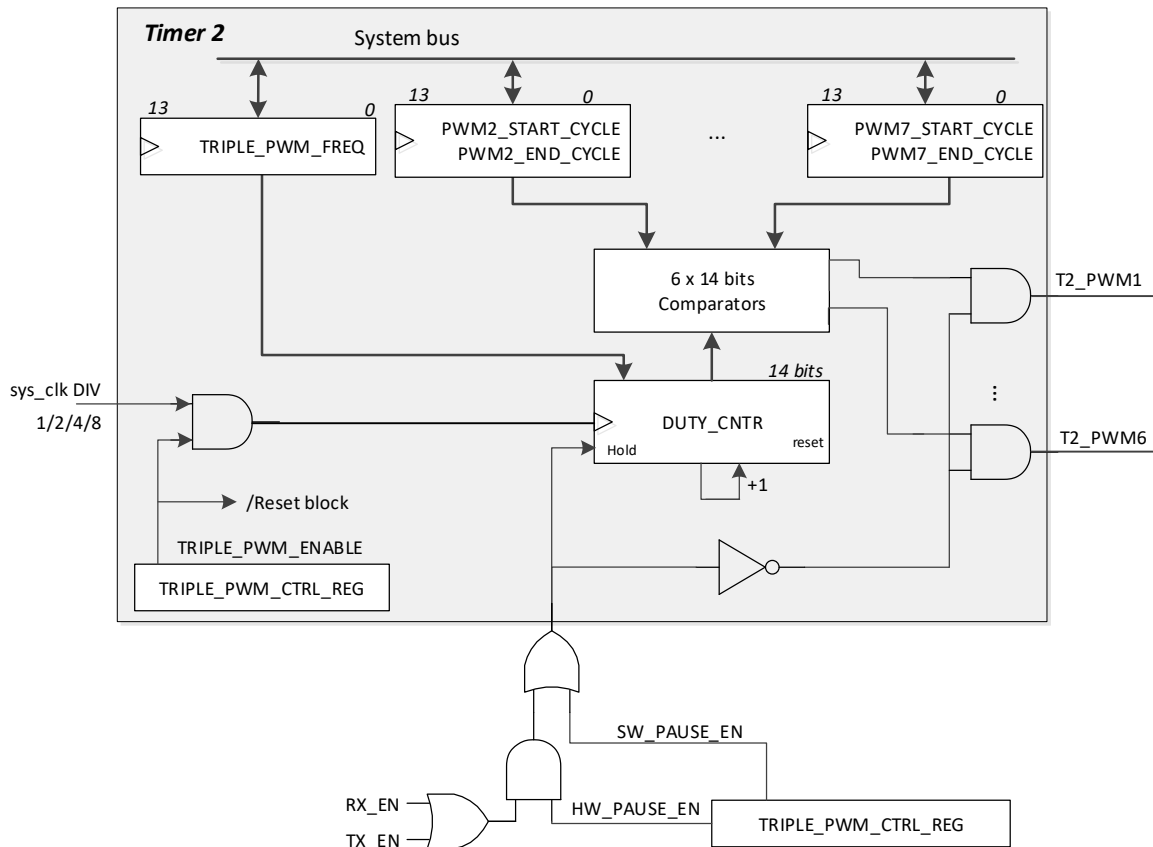 Timer 2
System bus
13
0
TRIPLE_PWM_FREQ
13
0
PWM2_START_CYCLE
PWM2_END_CYCLE
...
13
0
PWM7_START_CYCLE
PWM7_END_CYCLE
6 x 14 bits
Comparators
T2_PWM1
...
T2_PWM6
sys_clk DIV
1/2/4/8
14 bits
DUTY_CNTR
Hold
reset
+1
/Reset block
TRIPLE_PWM_ENABLE
TRIPLE_PWM_CTRL_REG
SW_PAUSE_EN
RX_EN
TX_EN
HW_PAUSE_EN
TRIPLE_PWM_CTRL_REG